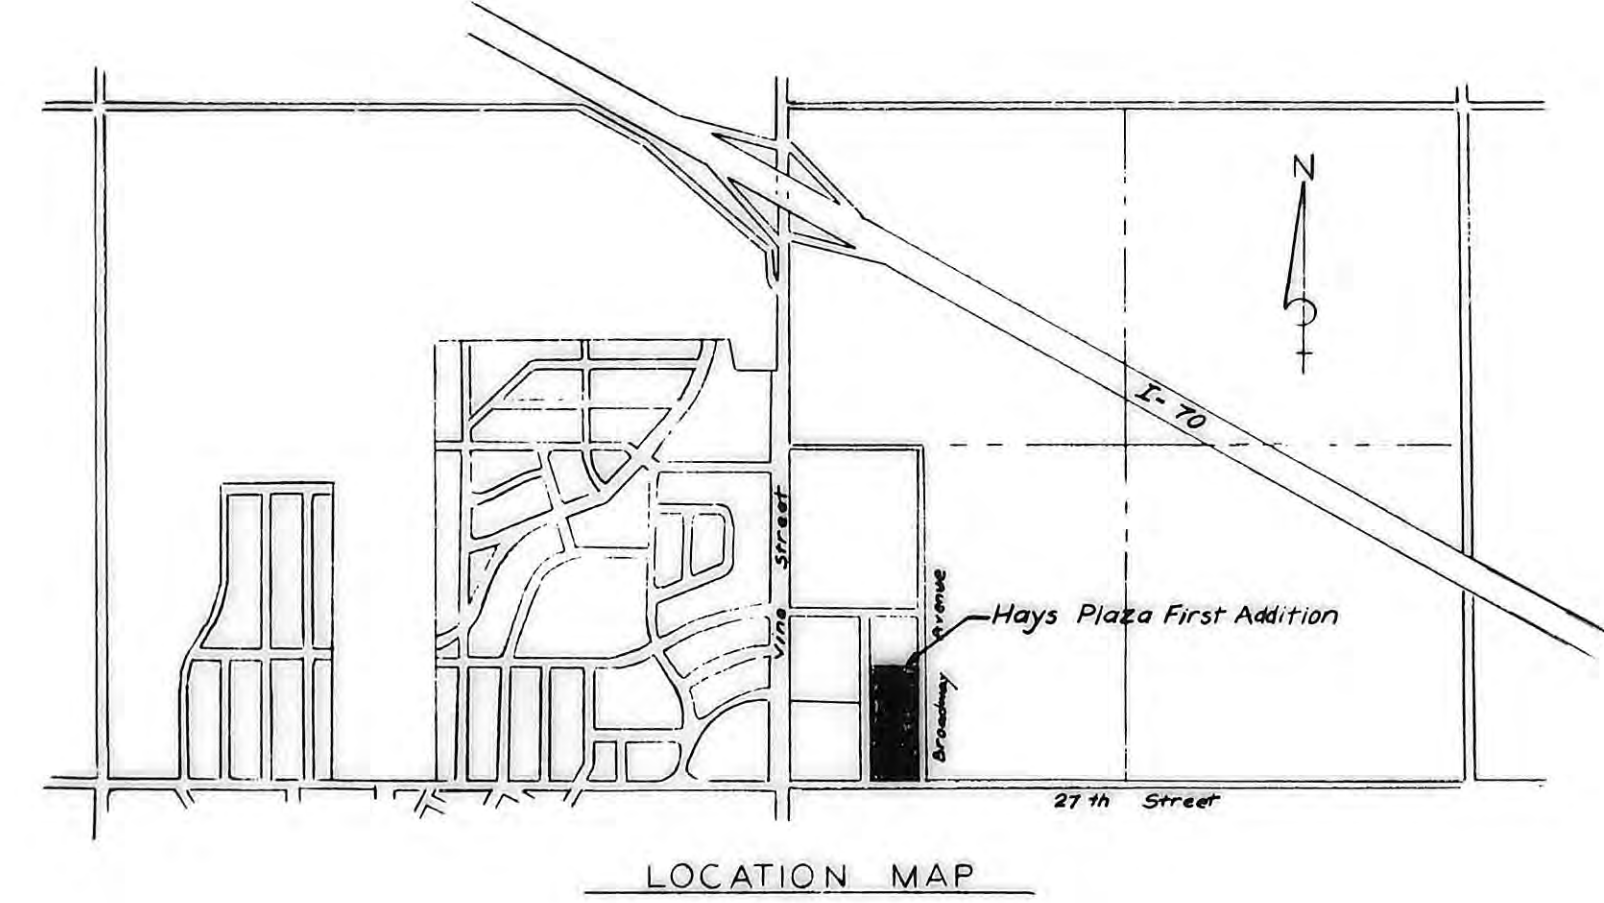 N
I-70
Vine Street
Hays Plaza First Addition
Broadway Avenue
27th Street
LOCATION MAP